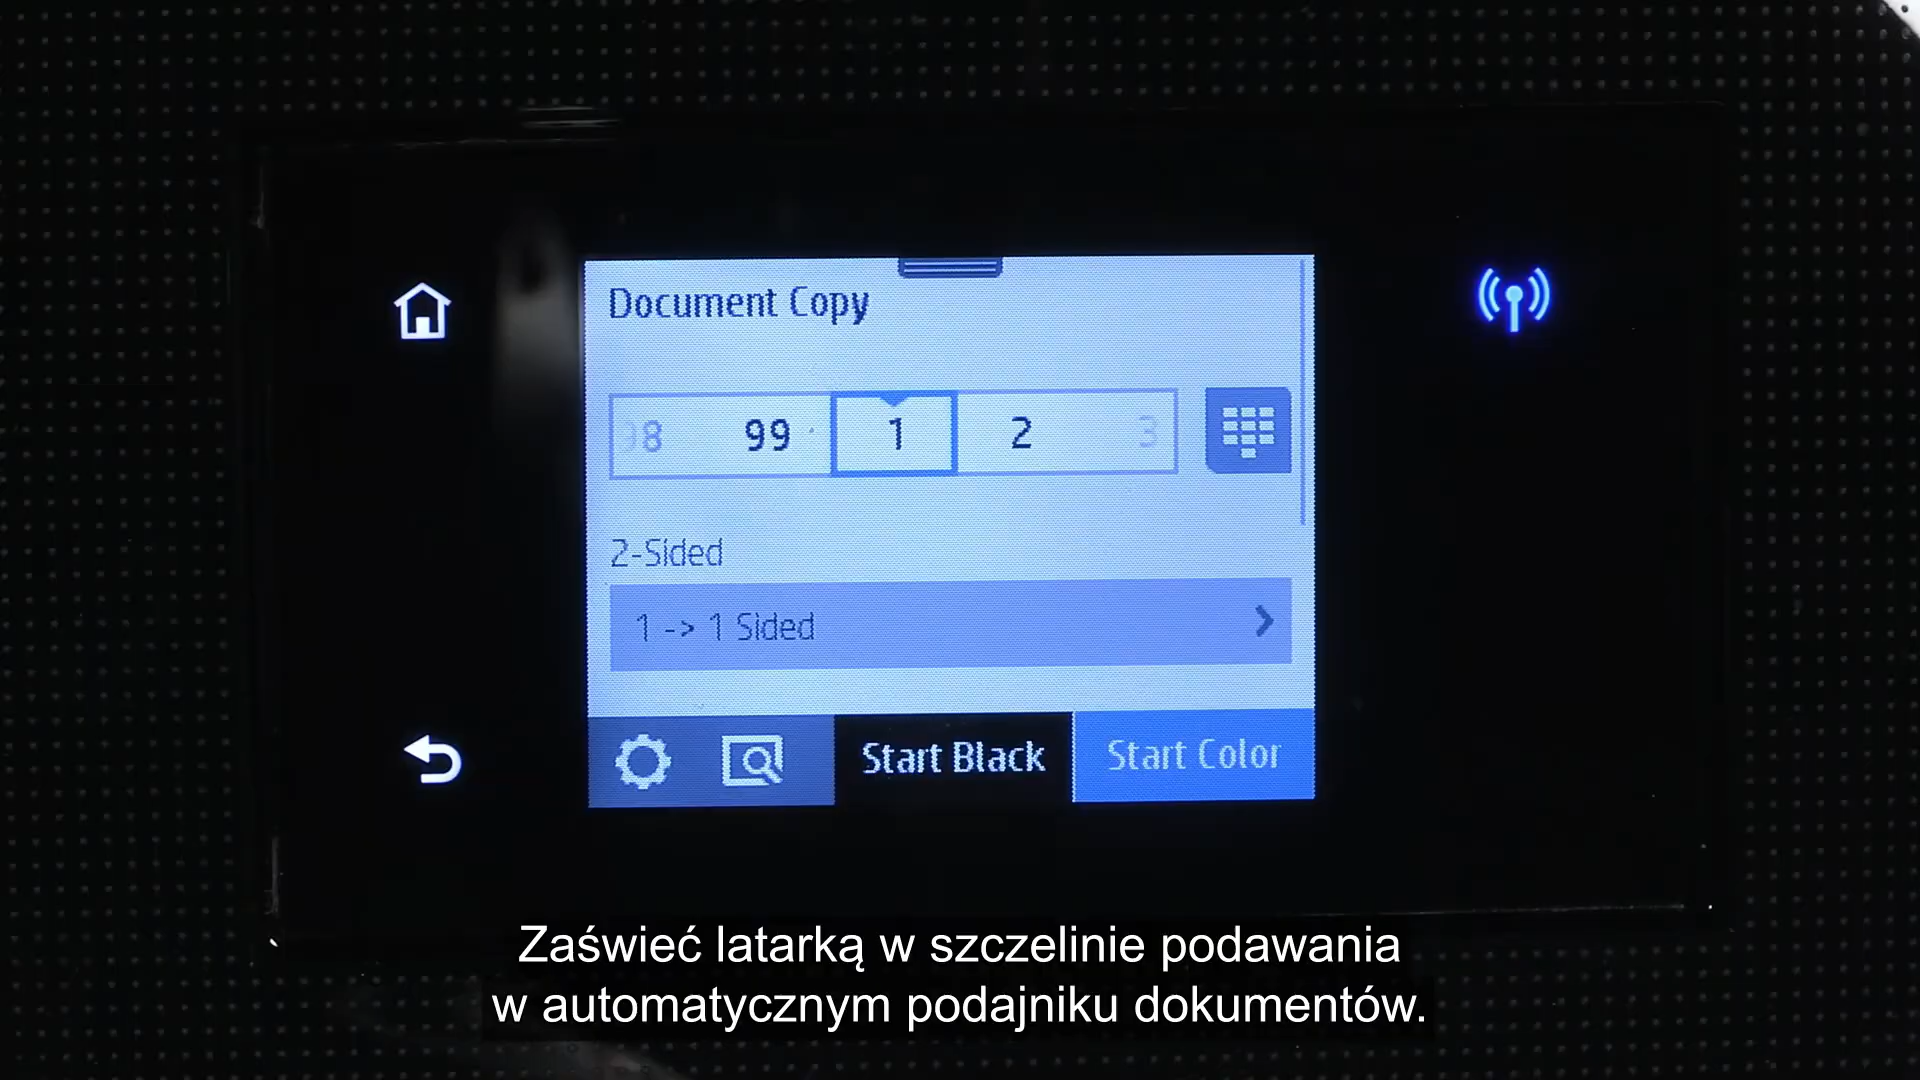 Document Copy
98 99 1 2 3
2-Sided
1 -> 1 Sided
Start Black Start Color
Zaświeć latarką w szczelinie podawania
w automatycznym podajniku dokumentów.